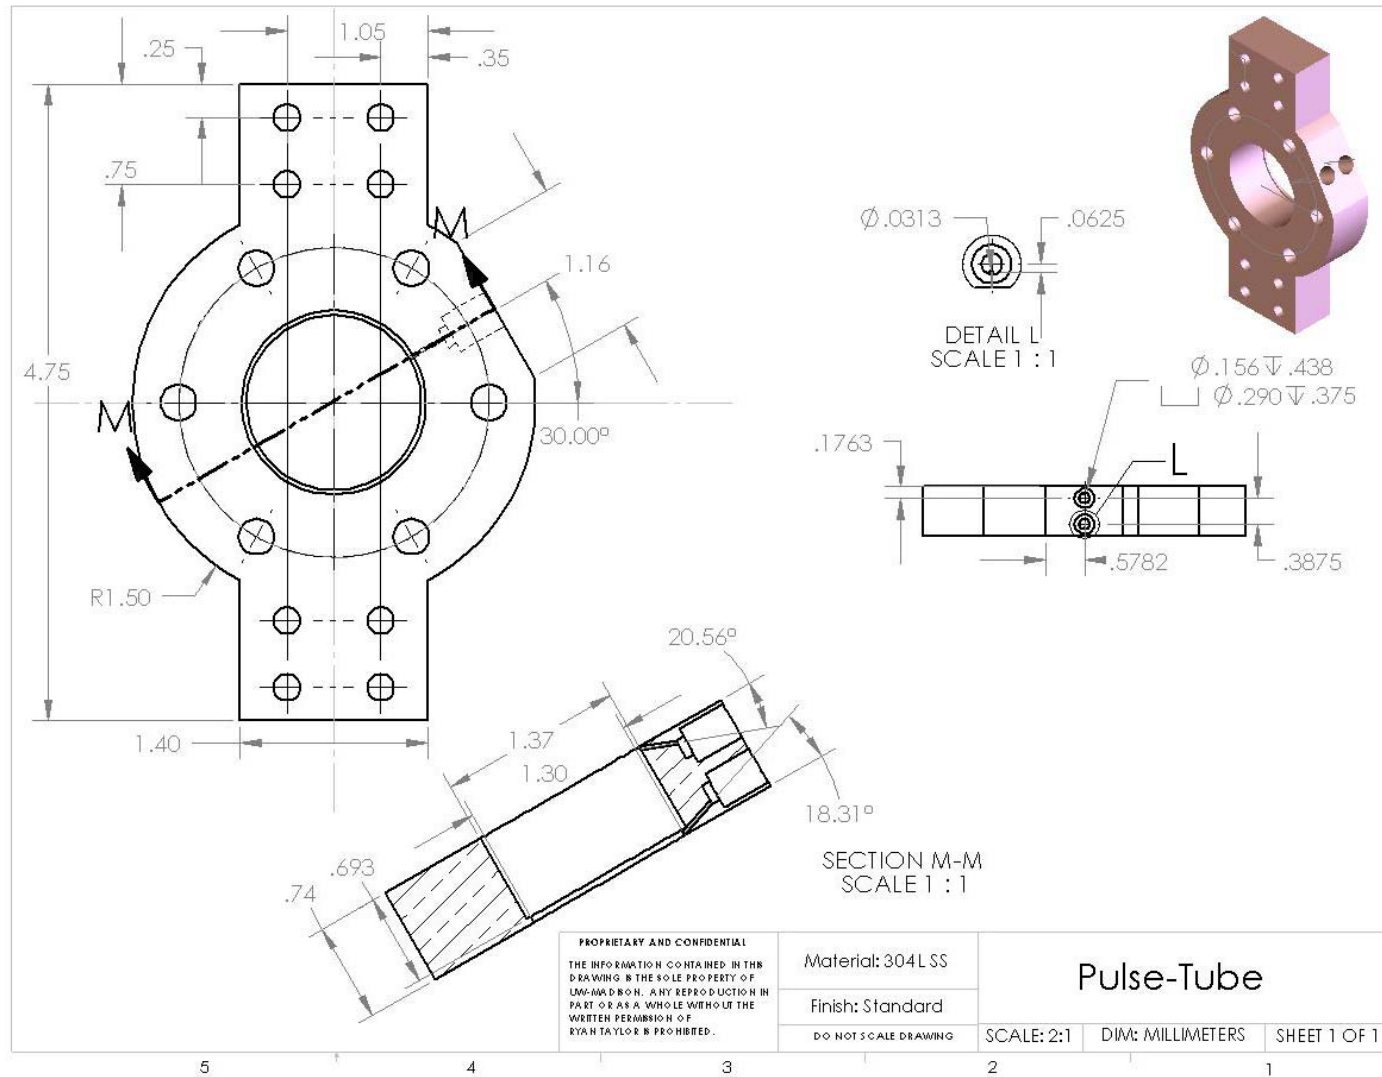 1.05
.25
.35
.75
M
1.16
4.75
M
30.00°
R1.50
1.40
Ø.0313
.0625
DETAIL L
SCALE 1 : 1
Ø.156 ↧ .438
⌴ Ø.290 ↧ .375
.1763
L
.5782
.3875
20.56°
1.37
1.30
18.31°
.693
.74
SECTION M-M
SCALE 1 : 1
PROPRIETARY AND CONFIDENTIAL
THE INFORMATION CONTAINED IN THIS
DRAWING IS THE SOLE PROPERTY OF
UW-MADISON. ANY REPRODUCTION IN
PART OR AS A WHOLE WITHOUT THE
WRITTEN PERMISSION OF
RYAN TAYLOR IS PROHIBITED.
Material: 304L SS
Finish: Standard
DO NOT SCALE DRAWING
Pulse-Tube
SCALE: 2:1
DIM: MILLIMETERS
SHEET 1 OF 1
5
4
3
2
1